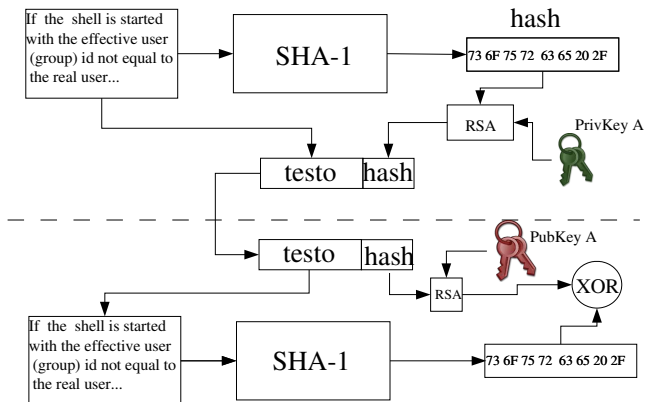 If the shell is started
with the effective user
(group) id not equal to
the real user...
SHA-1
hash
73 6F 75 72 63 65 20 2F
RSA
PrivKey A
testo
hash
testo
hash
PubKey A
RSA
XOR
If the shell is started
with the effective user
(group) id not equal to
the real user...
SHA-1
73 6F 75 72 63 65 20 2F